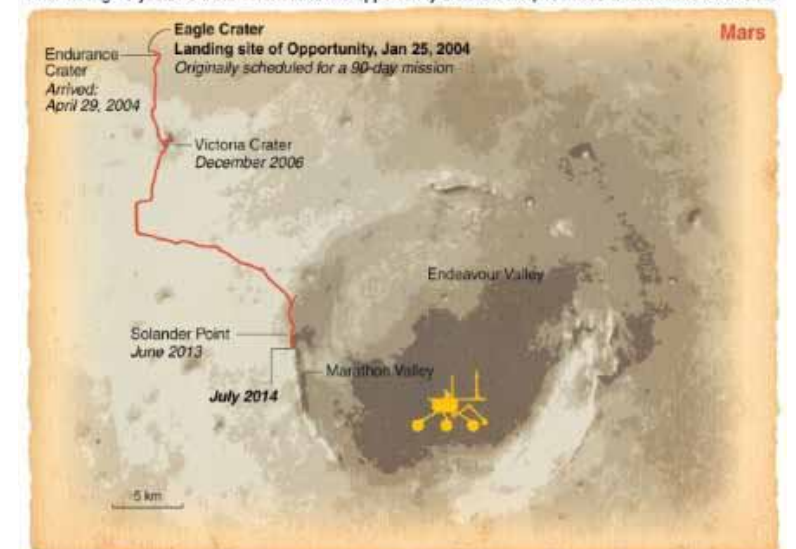 Mars
Eagle Crater
Landing site of Opportunity, Jan 25, 2004
Originally scheduled for a 90-day mission
Endurance
Crater
Arrived:
April 29, 2004
Victoria Crater
December 2006
Endeavour Valley
Solander Point
June 2013
Marathon Valley
July 2014
5 km